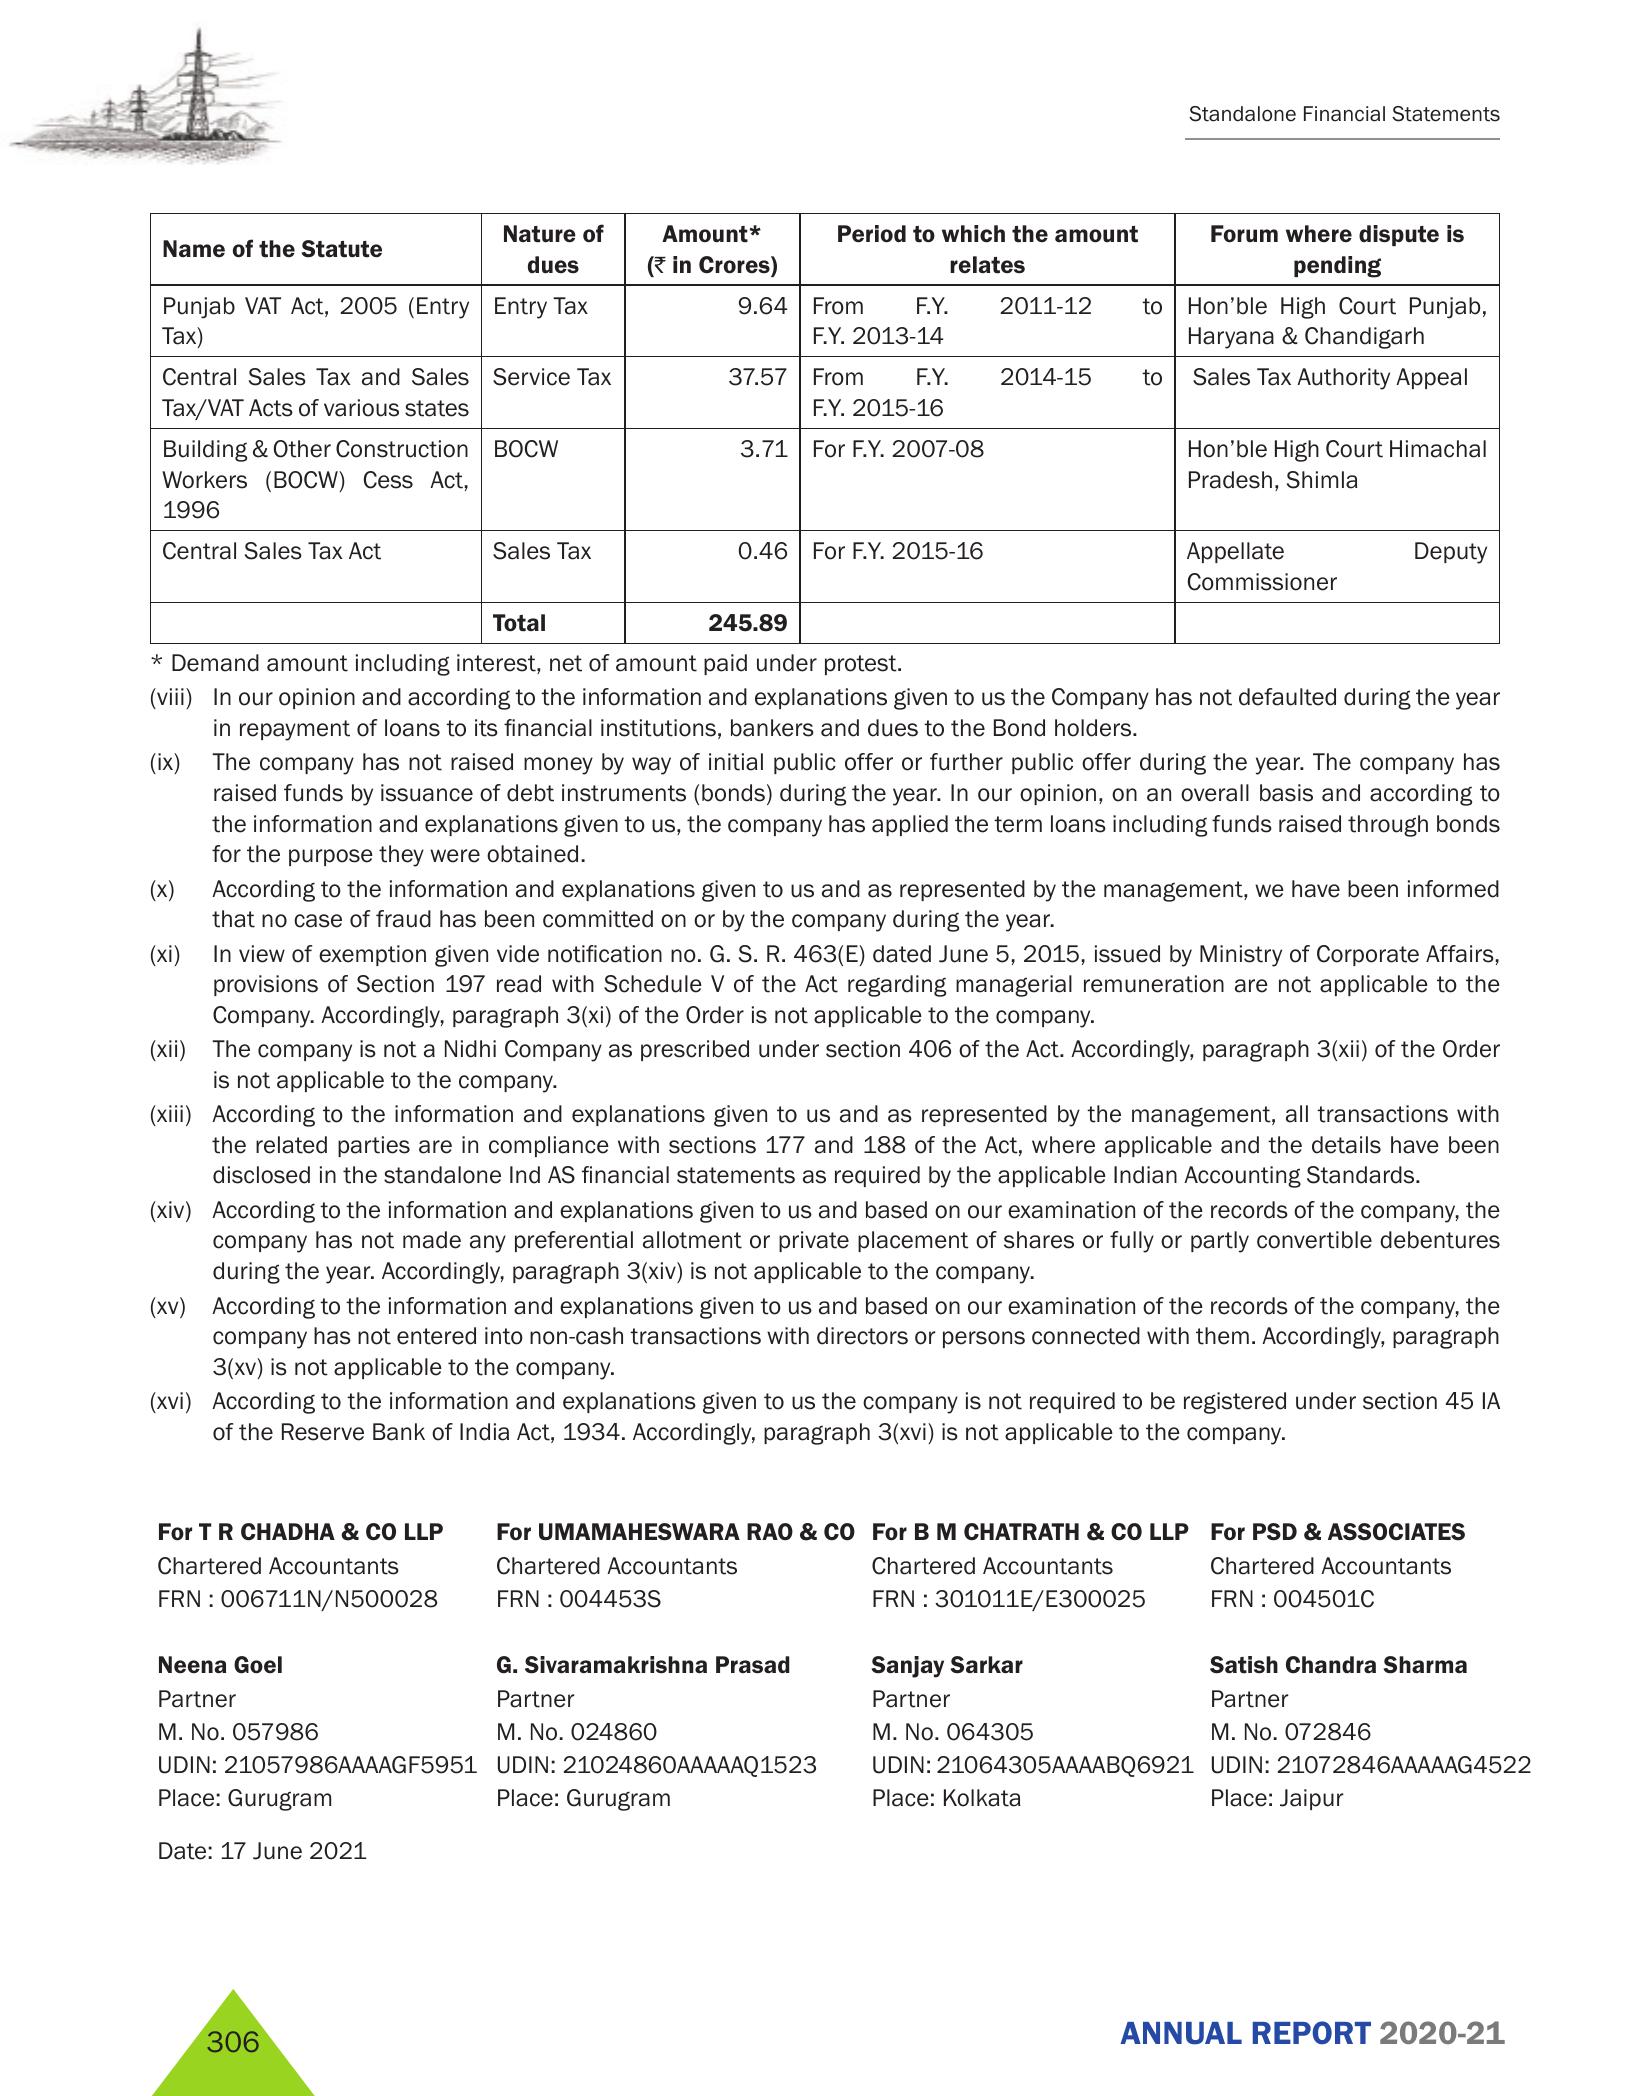 Standalone Financial Statements
Name of the Statute
Nature of dues
Amount* (₹ in Crores)
Period to which the amount relates
Forum where dispute is pending
Punjab VAT Act, 2005 (Entry Tax)
Entry Tax
9.64
From F.Y. 2011-12 to F.Y. 2013-14
Hon’ble High Court Punjab, Haryana & Chandigarh
Central Sales Tax and Sales Tax/VAT Acts of various states
Service Tax
37.57
From F.Y. 2014-15 to F.Y. 2015-16
Sales Tax Authority Appeal
Building & Other Construction Workers (BOCW) Cess Act, 1996
BOCW
3.71
For F.Y. 2007-08
Hon’ble High Court Himachal Pradesh, Shimla
Central Sales Tax Act
Sales Tax
0.46
For F.Y. 2015-16
Appellate Deputy Commissioner
Total
245.89
* Demand amount including interest, net of amount paid under protest.
(viii) In our opinion and according to the information and explanations given to us the Company has not defaulted during the year
in repayment of loans to its financial institutions, bankers and dues to the Bond holders.
(ix) The company has not raised money by way of initial public offer or further public offer during the year. The company has
raised funds by issuance of debt instruments (bonds) during the year. In our opinion, on an overall basis and according to
the information and explanations given to us, the company has applied the term loans including funds raised through bonds
for the purpose they were obtained.
(x) According to the information and explanations given to us and as represented by the management, we have been informed
that no case of fraud has been committed on or by the company during the year.
(xi) In view of exemption given vide notification no. G. S. R. 463(E) dated June 5, 2015, issued by Ministry of Corporate Affairs,
provisions of Section 197 read with Schedule V of the Act regarding managerial remuneration are not applicable to the
Company. Accordingly, paragraph 3(xi) of the Order is not applicable to the company.
(xii) The company is not a Nidhi Company as prescribed under section 406 of the Act. Accordingly, paragraph 3(xii) of the Order
is not applicable to the company.
(xiii) According to the information and explanations given to us and as represented by the management, all transactions with
the related parties are in compliance with sections 177 and 188 of the Act, where applicable and the details have been
disclosed in the standalone Ind AS financial statements as required by the applicable Indian Accounting Standards.
(xiv) According to the information and explanations given to us and based on our examination of the records of the company, the
company has not made any preferential allotment or private placement of shares or fully or partly convertible debentures
during the year. Accordingly, paragraph 3(xiv) is not applicable to the company.
(xv) According to the information and explanations given to us and based on our examination of the records of the company, the
company has not entered into non-cash transactions with directors or persons connected with them. Accordingly, paragraph
3(xv) is not applicable to the company.
(xvi) According to the information and explanations given to us the company is not required to be registered under section 45 IA
of the Reserve Bank of India Act, 1934. Accordingly, paragraph 3(xvi) is not applicable to the company.
For T R CHADHA & CO LLP
Chartered Accountants
FRN : 006711N/N500028
Neena Goel
Partner
M. No. 057986
UDIN: 21057986AAAAGF5951
Place: Gurugram
For UMAMAHESWARA RAO & CO
Chartered Accountants
FRN : 004453S
G. Sivaramakrishna Prasad
Partner
M. No. 024860
UDIN: 21024860AAAAAQ1523
Place: Gurugram
For B M CHATRATH & CO LLP
Chartered Accountants
FRN : 301011E/E300025
Sanjay Sarkar
Partner
M. No. 064305
UDIN: 21064305AAAABQ6921
Place: Kolkata
For PSD & ASSOCIATES
Chartered Accountants
FRN : 004501C
Satish Chandra Sharma
Partner
M. No. 072846
UDIN: 21072846AAAAAG4522
Place: Jaipur
Date: 17 June 2021
306
ANNUAL REPORT 2020-21